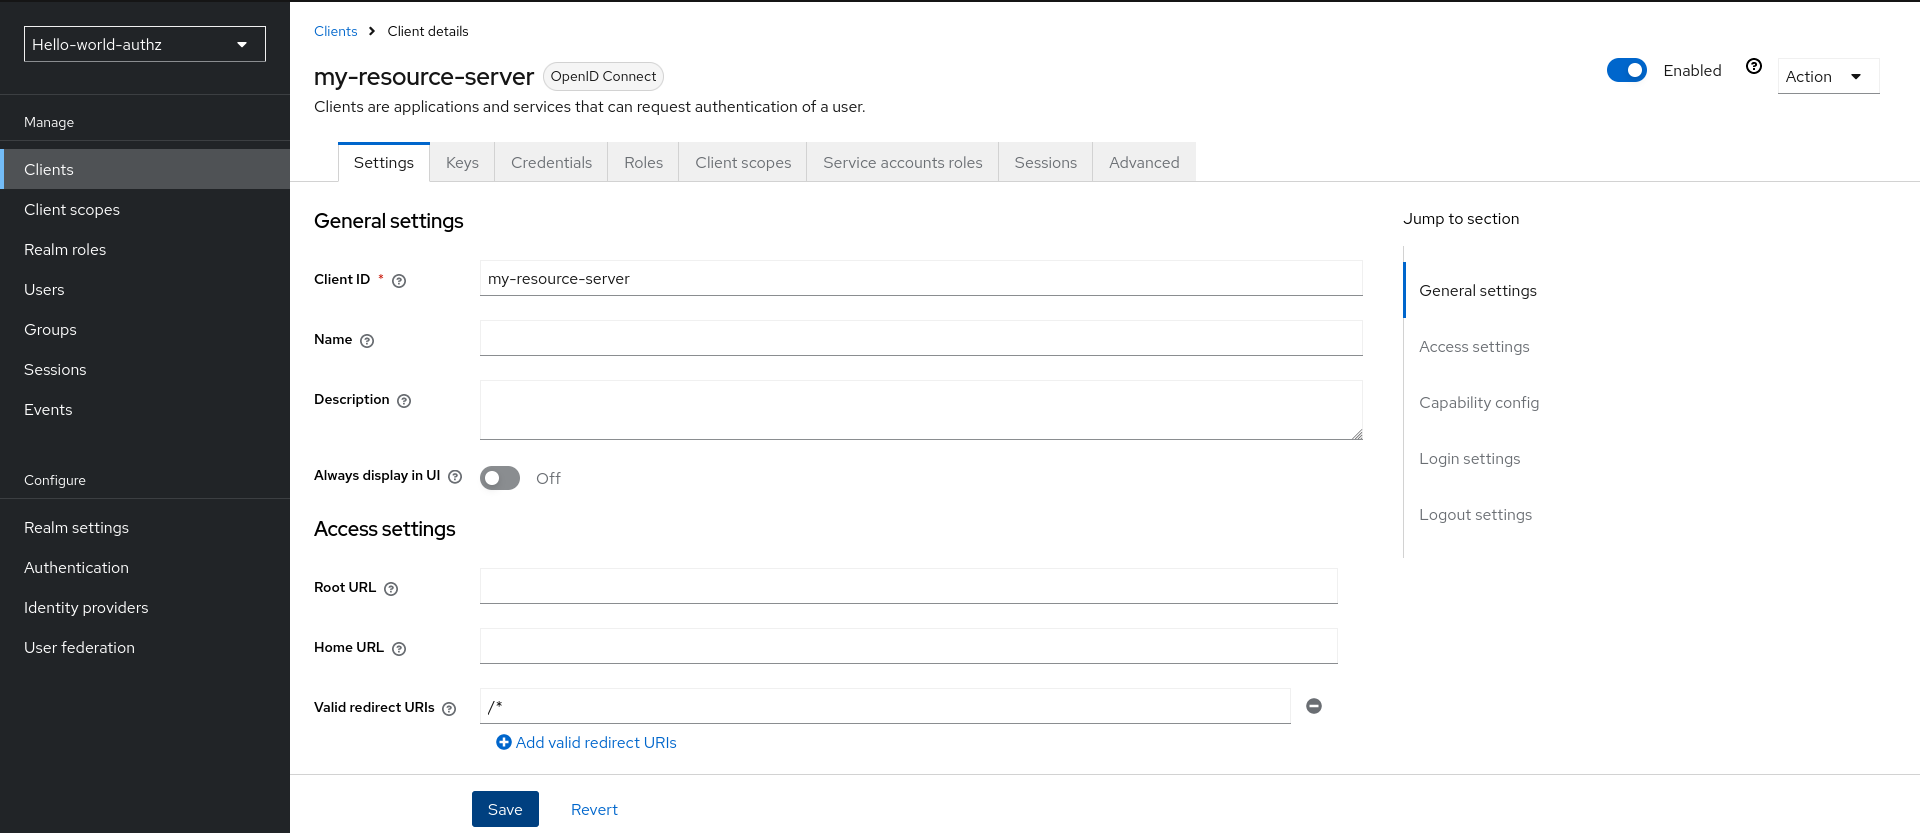 Hello-world-authz
Manage
Clients
Client scopes
Realm roles
Users
Groups
Sessions
Events
Configure
Realm settings
Authentication
Identity providers
User federation
Clients Client details
my-resource-server OpenID Connect
Clients are applications and services that can request authentication of a user.
Enabled Action
Settings Keys Credentials Roles Client scopes Service accounts roles Sessions Advanced
General settings
Client ID * my-resource-server
Name
Description
Always display in UI Off
Access settings
Root URL
Home URL
Valid redirect URIs /*
Add valid redirect URIs
Save Revert
Jump to section
General settings
Access settings
Capability config
Login settings
Logout settings